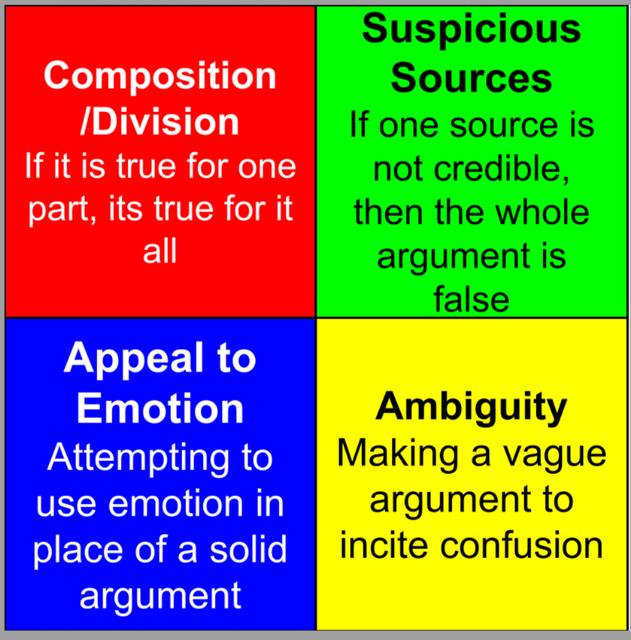 Composition
/Division
If it is true for one
part, its true for it
all
Suspicious
Sources
If one source is
not credible,
then the whole
argument is
false
Appeal to
Emotion
Attempting to
use emotion in
place of a solid
argument
Ambiguity
Making a vague
argument to
incite confusion